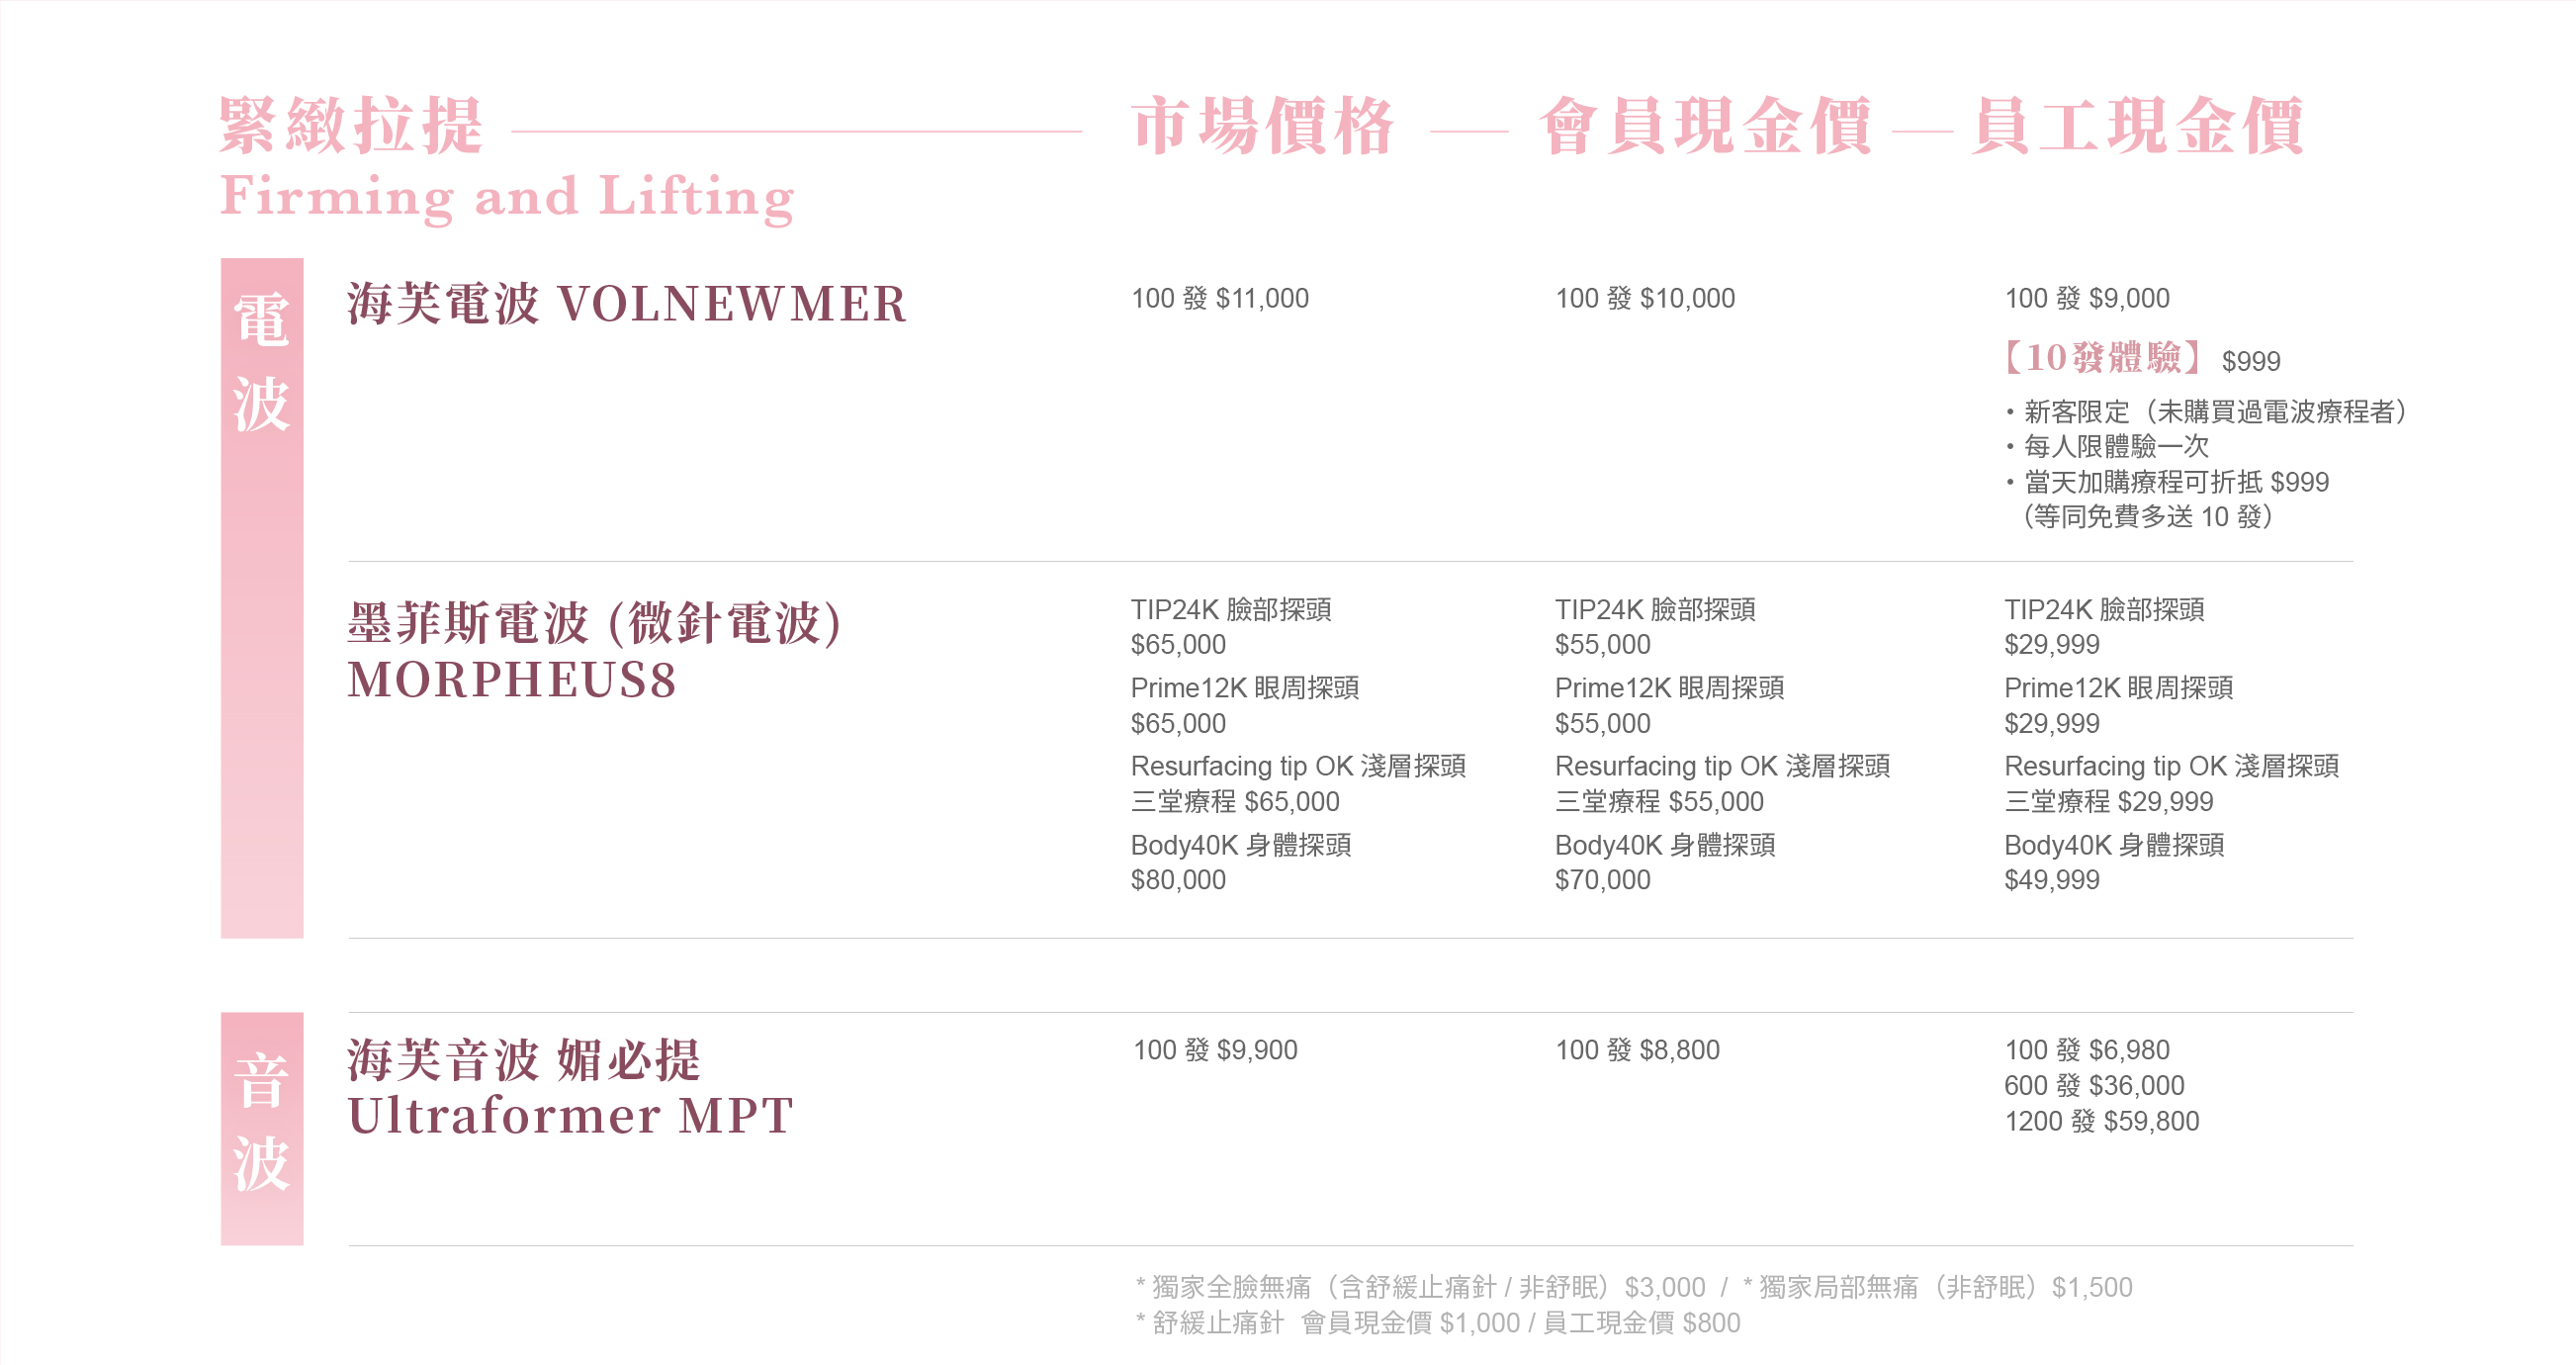 緊緻拉提 市場價格 會員現金價 員工現金價
Firming and Lifting
電波
海芙電波 VOLNEWMER
100 發 $11,000
100 發 $10,000
100 發 $9,000
【10發體驗】 $999
・新客限定（未購買過電波療程者）
・每人限體驗一次
・當天加購療程可折抵 $999
（等同免費多送 10 發）
墨菲斯電波 (微針電波)
MORPHEUS8
TIP24K 臉部探頭
$65,000
Prime12K 眼周探頭
$65,000
Resurfacing tip OK 淺層探頭
三堂療程 $65,000
Body40K 身體探頭
$80,000
TIP24K 臉部探頭
$55,000
Prime12K 眼周探頭
$55,000
Resurfacing tip OK 淺層探頭
三堂療程 $55,000
Body40K 身體探頭
$70,000
TIP24K 臉部探頭
$29,999
Prime12K 眼周探頭
$29,999
Resurfacing tip OK 淺層探頭
三堂療程 $29,999
Body40K 身體探頭
$49,999
音波
海芙音波 媚必提
Ultraformer MPT
100 發 $9,900
100 發 $8,800
100 發 $6,980
600 發 $36,000
1200 發 $59,800
* 獨家全臉無痛（含舒緩止痛針 / 非舒眠）$3,000 / * 獨家局部無痛（非舒眠）$1,500
* 舒緩止痛針 會員現金價 $1,000 / 員工現金價 $800